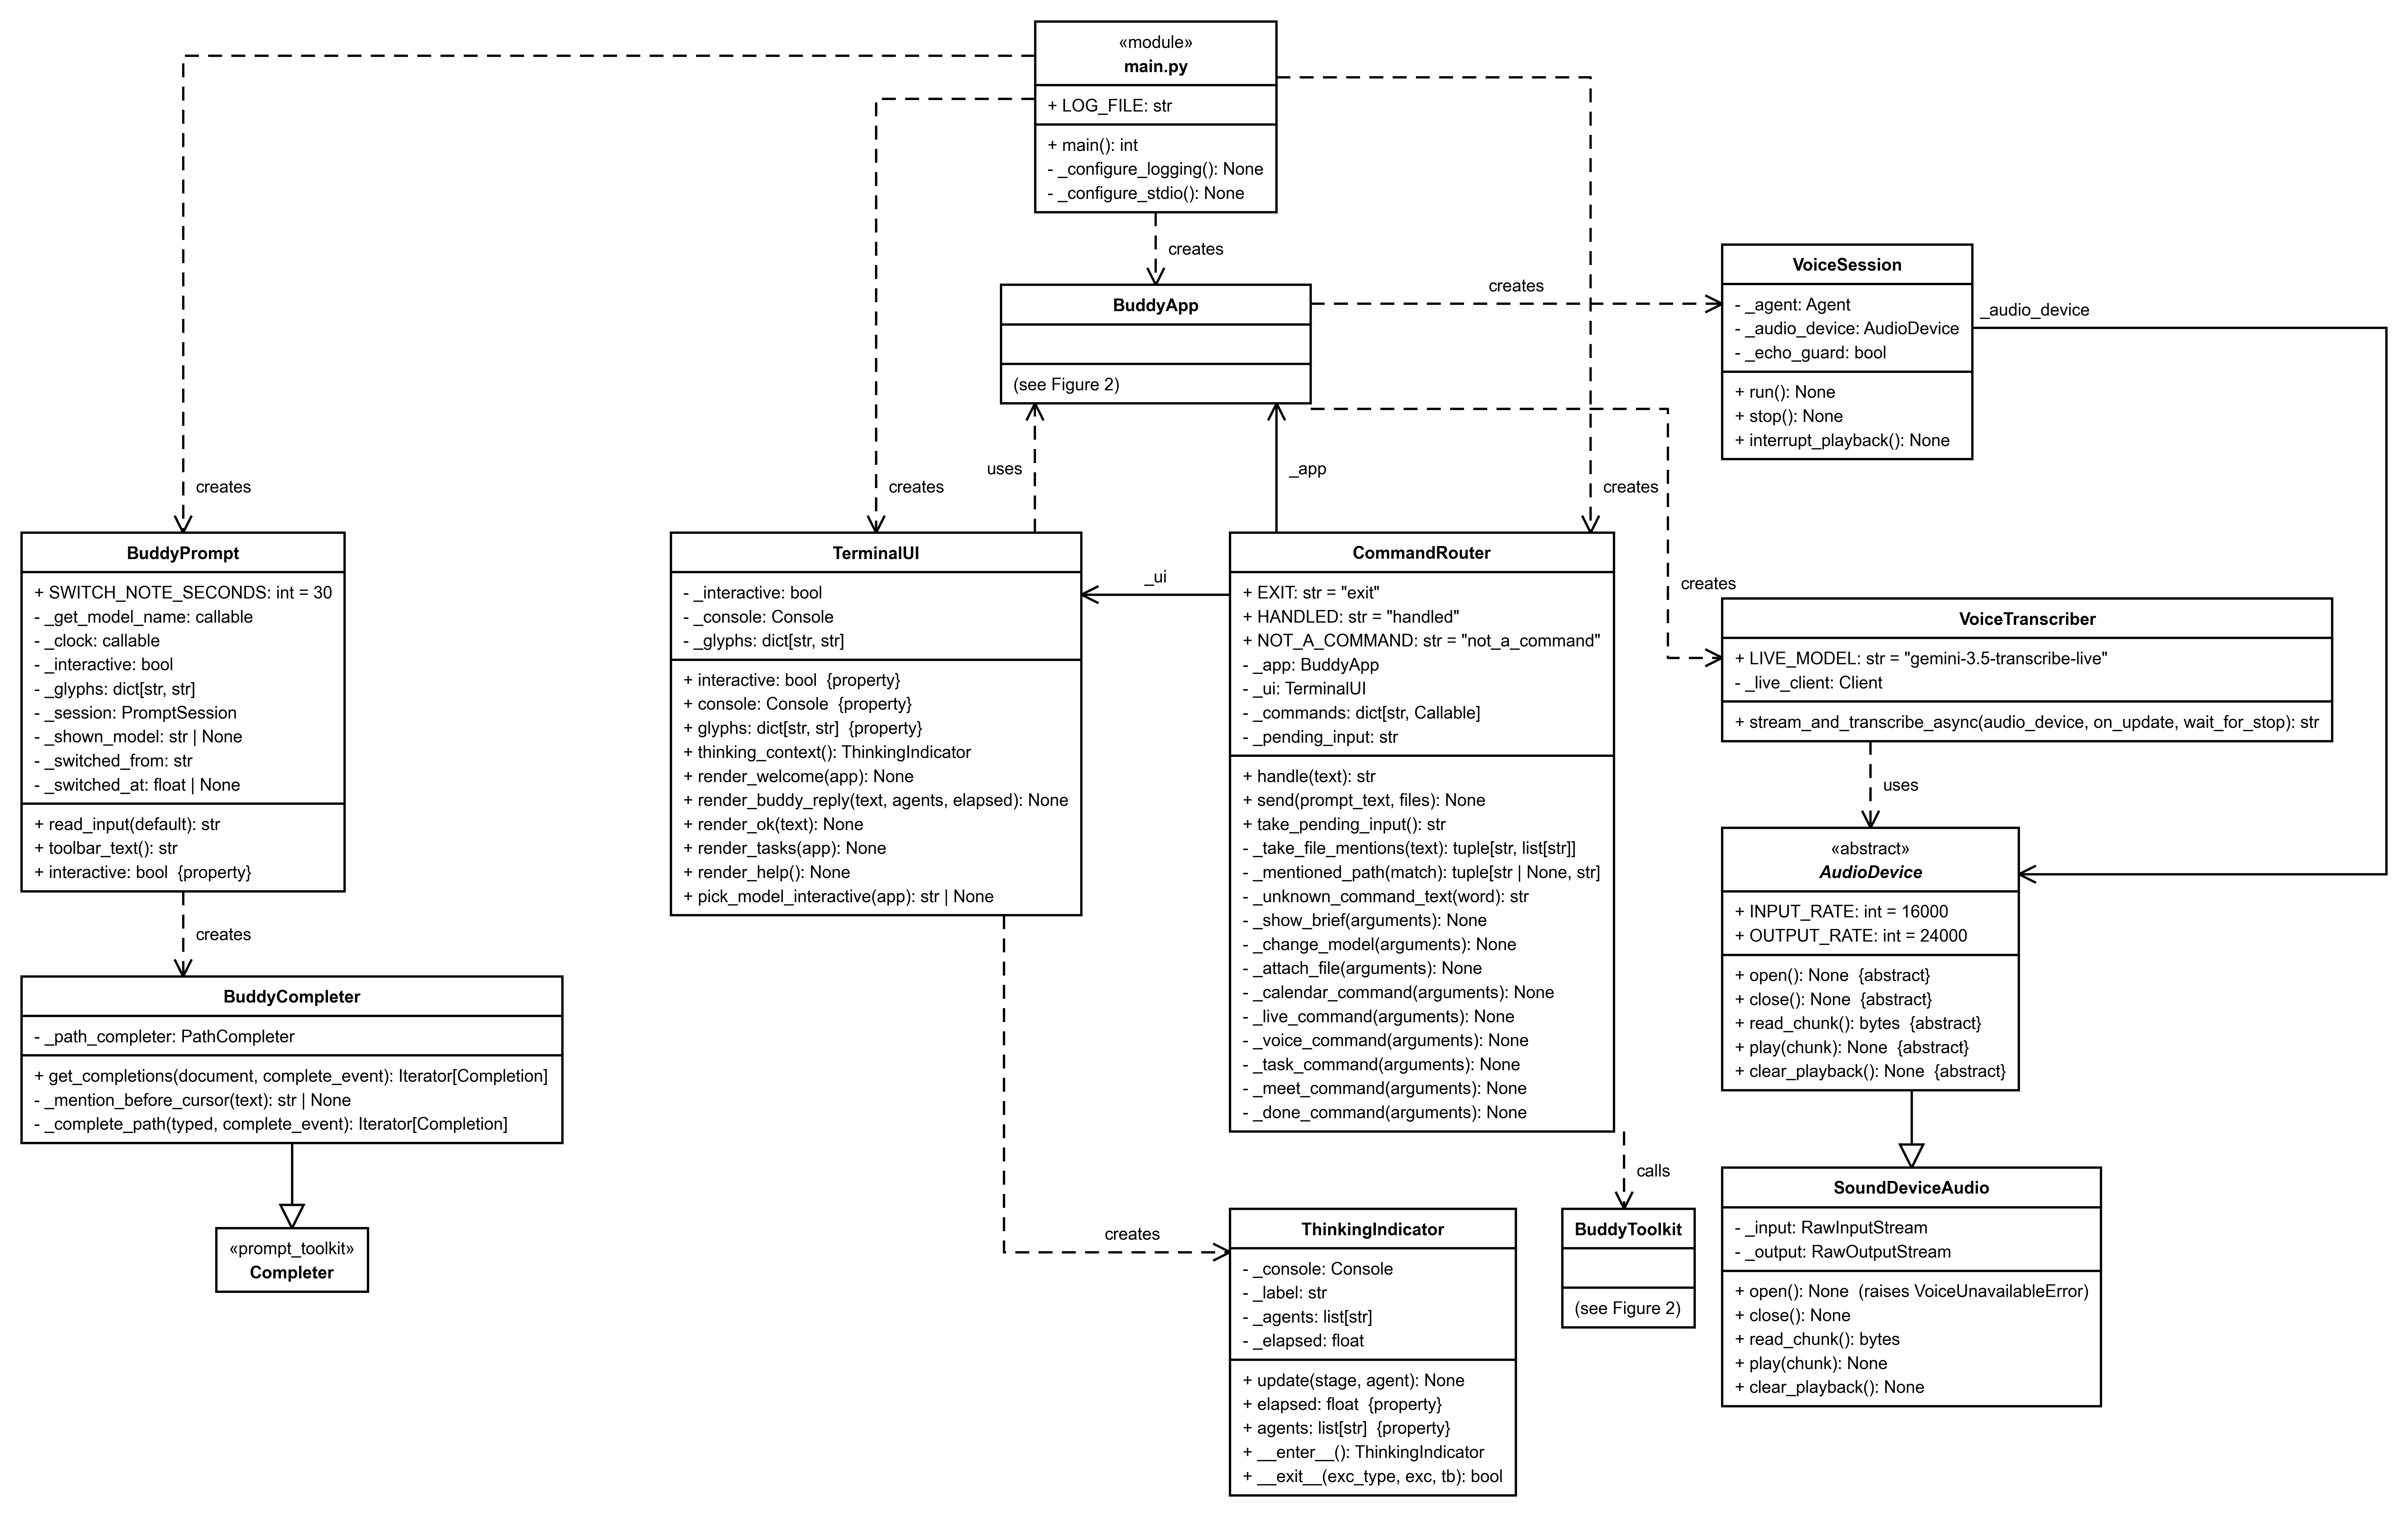 «module»
main.py
+ LOG_FILE: str
+ main(): int
- _configure_logging(): None
- _configure_stdio(): None
creates
BuddyApp
(see Figure 2)
creates
VoiceSession
- _agent: Agent
- _audio_device: AudioDevice
- _echo_guard: bool
+ run(): None
+ stop(): None
+ interrupt_playback(): None
_audio_device
uses
_app
creates
creates
creates
creates
BuddyPrompt
+ SWITCH_NOTE_SECONDS: int = 30
- _get_model_name: callable
- _clock: callable
- _interactive: bool
- _glyphs: dict[str, str]
- _session: PromptSession
- _shown_model: str | None
- _switched_from: str
- _switched_at: float | None
+ read_input(default): str
+ toolbar_text(): str
+ interactive: bool {property}
creates
BuddyCompleter
- _path_completer: PathCompleter
+ get_completions(document, complete_event): Iterator[Completion]
- _mention_before_cursor(text): str | None
- _complete_path(typed, complete_event): Iterator[Completion]
«prompt_toolkit»
Completer
TerminalUI
- _interactive: bool
- _console: Console
- _glyphs: dict[str, str]
+ interactive: bool {property}
+ console: Console {property}
+ glyphs: dict[str, str] {property}
+ thinking_context(): ThinkingIndicator
+ render_welcome(app): None
+ render_buddy_reply(text, agents, elapsed): None
+ render_ok(text): None
+ render_tasks(app): None
+ render_help(): None
+ pick_model_interactive(app): str | None
_ui
CommandRouter
+ EXIT: str = "exit"
+ HANDLED: str = "handled"
+ NOT_A_COMMAND: str = "not_a_command"
- _app: BuddyApp
- _ui: TerminalUI
- _commands: dict[str, Callable]
- _pending_input: str
+ handle(text): str
+ send(prompt_text, files): None
+ take_pending_input(): str
- _take_file_mentions(text): tuple[str, list[str]]
- _mentioned_path(match): tuple[str | None, str]
- _unknown_command_text(word): str
- _show_brief(arguments): None
- _change_model(arguments): None
- _attach_file(arguments): None
- _calendar_command(arguments): None
- _live_command(arguments): None
- _voice_command(arguments): None
- _task_command(arguments): None
- _meet_command(arguments): None
- _done_command(arguments): None
calls
creates
ThinkingIndicator
- _console: Console
- _label: str
- _agents: list[str]
- _elapsed: float
+ update(stage, agent): None
+ elapsed: float {property}
+ agents: list[str] {property}
+ __enter__(): ThinkingIndicator
+ __exit__(exc_type, exc, tb): bool
BuddyToolkit
(see Figure 2)
VoiceTranscriber
+ LIVE_MODEL: str = "gemini-3.5-transcribe-live"
- _live_client: Client
+ stream_and_transcribe_async(audio_device, on_update, wait_for_stop): str
uses
«abstract»
AudioDevice
+ INPUT_RATE: int = 16000
+ OUTPUT_RATE: int = 24000
+ open(): None {abstract}
+ close(): None {abstract}
+ read_chunk(): bytes {abstract}
+ play(chunk): None {abstract}
+ clear_playback(): None {abstract}
SoundDeviceAudio
- _input: RawInputStream
- _output: RawOutputStream
+ open(): None (raises VoiceUnavailableError)
+ close(): None
+ read_chunk(): bytes
+ play(chunk): None
+ clear_playback(): None